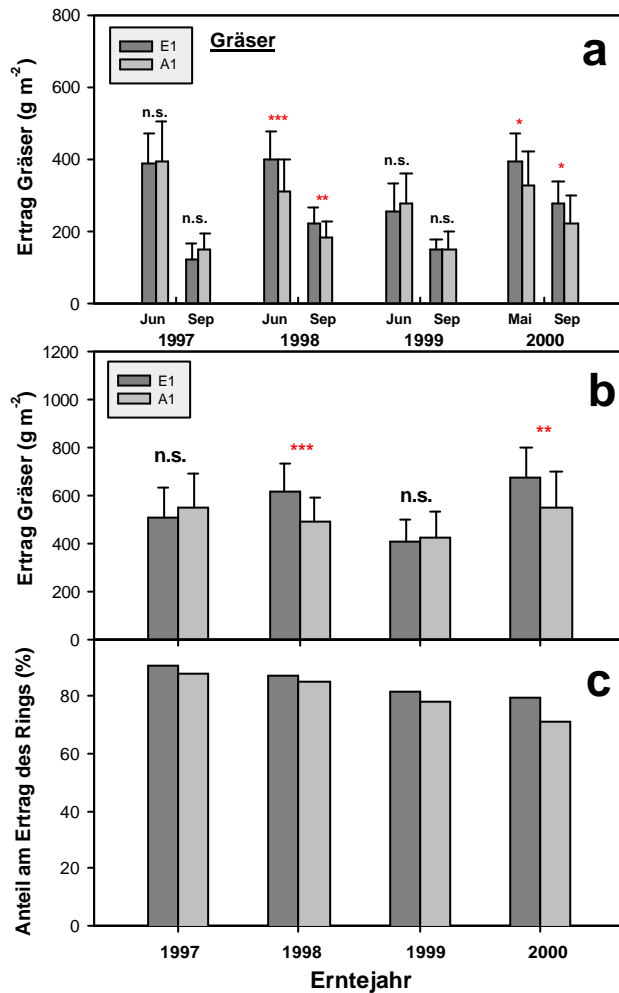 E1
A1
Gräser
a
Ertrag Gräser (g m⁻²)
800
600
400
200
0
n.s.
n.s.
***
**
n.s.
n.s.
*
*
Jun Sep Jun Sep Jun Sep Mai Sep
1997 1998 1999 2000
E1
A1
b
Ertrag Gräser (g m⁻²)
1200
1000
800
600
400
200
0
n.s.
***
n.s.
**
c
Anteil am Ertrag des Rings (%)
80
60
40
20
0
1997 1998 1999 2000
Erntejahr